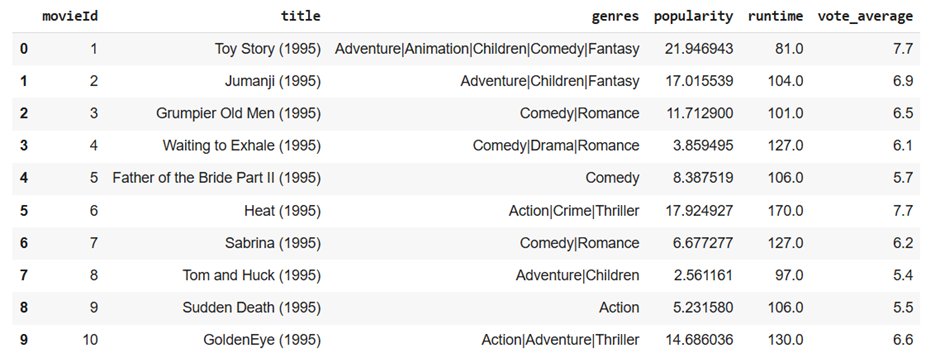 movieId title genres popularity runtime vote_average
0 1 Toy Story (1995) Adventure|Animation|Children|Comedy|Fantasy 21.946943 81.0 7.7
1 2 Jumanji (1995) Adventure|Children|Fantasy 17.015539 104.0 6.9
2 3 Grumpier Old Men (1995) Comedy|Romance 11.712900 101.0 6.5
3 4 Waiting to Exhale (1995) Comedy|Drama|Romance 3.859495 127.0 6.1
4 5 Father of the Bride Part II (1995) Comedy 8.387519 106.0 5.7
5 6 Heat (1995) Action|Crime|Thriller 17.924927 170.0 7.7
6 7 Sabrina (1995) Comedy|Romance 6.677277 127.0 6.2
7 8 Tom and Huck (1995) Adventure|Children 2.561161 97.0 5.4
8 9 Sudden Death (1995) Action 5.231580 106.0 5.5
9 10 GoldenEye (1995) Action|Adventure|Thriller 14.686036 130.0 6.6